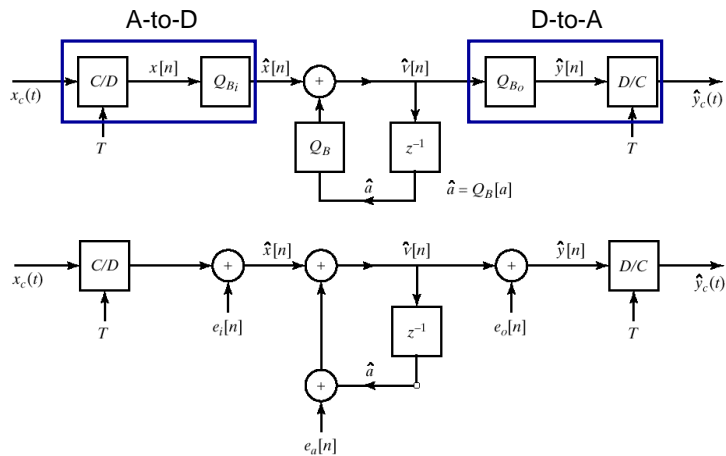 A-to-D
D-to-A
x_c(t)
C/D
x[n]
Q_{B_i}
x̂[n]
+
v̂[n]
Q_{B_o}
ŷ[n]
D/C
ŷ_c(t)
T
Q_B
z⁻¹
T
â
â = Q_B[a]
x_c(t)
C/D
+
x̂[n]
+
v̂[n]
+
ŷ[n]
D/C
ŷ_c(t)
T
e_i[n]
z⁻¹
e_o[n]
T
+
â
e_a[n]